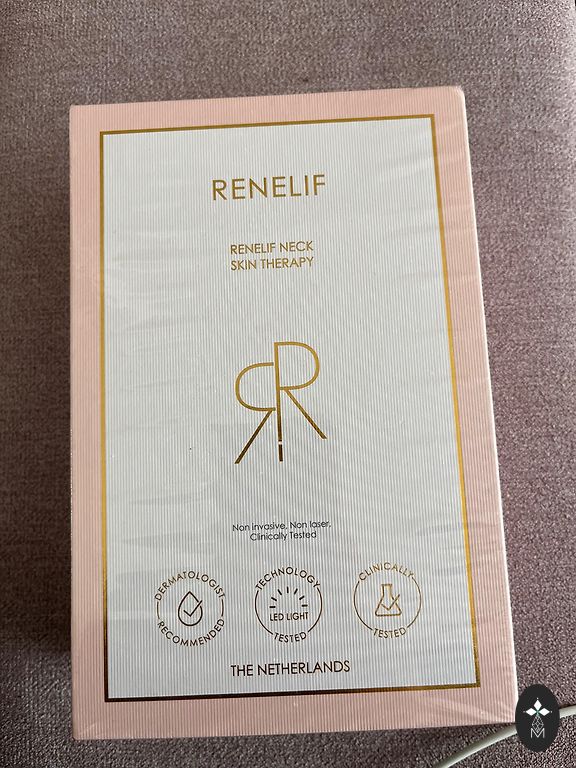 RENELIF
RENELIF NECK
SKIN THERAPY
Non invasive, Non laser,
Clinically Tested
DERMATOLOGIST
RECOMMENDED
TECHNOLOGY
LED LIGHT
TESTED
CLINICALLY
TESTED
THE NETHERLANDS
M